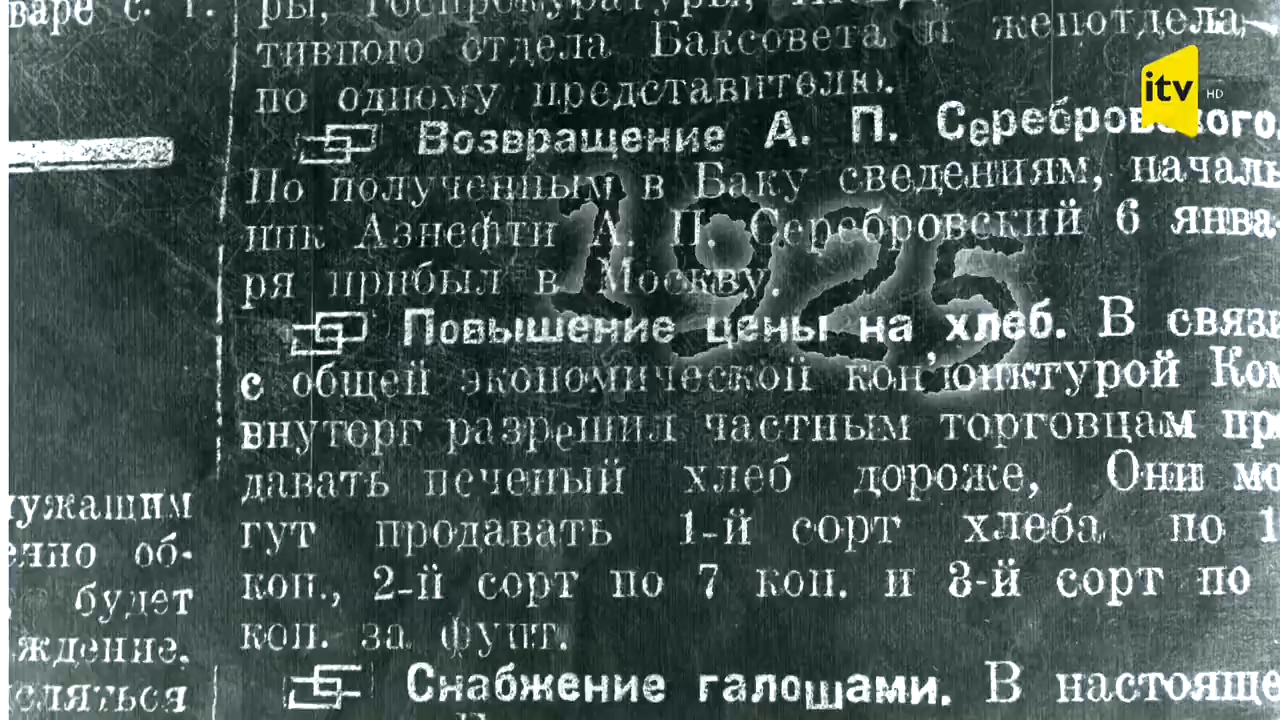 варе с. г.
ры, Госпрокуратуры,
тивного отдела Баксовета и женотдела
по одному представителю.
Возвращение А. П. Серебровского
По полученным в Баку сведениям, началь
ник Азнефти А. П. Серебровский 6 янва
ря прибыл в Москву.
Повышение цены на хлеб. В связи
с общей экономической конъюнктурой Ком
внуторг разрешил частным торговцам пр
давать печеный хлеб дороже, Они мо
гут продавать 1-й сорт хлеба по 1
коп., 2-й сорт по 7 коп. и 3-й сорт по
коп. за фунт.
Снабжение галошами. В настояще
ужащим
енно об-
будет
ждение.
еляться
1925
itv HD